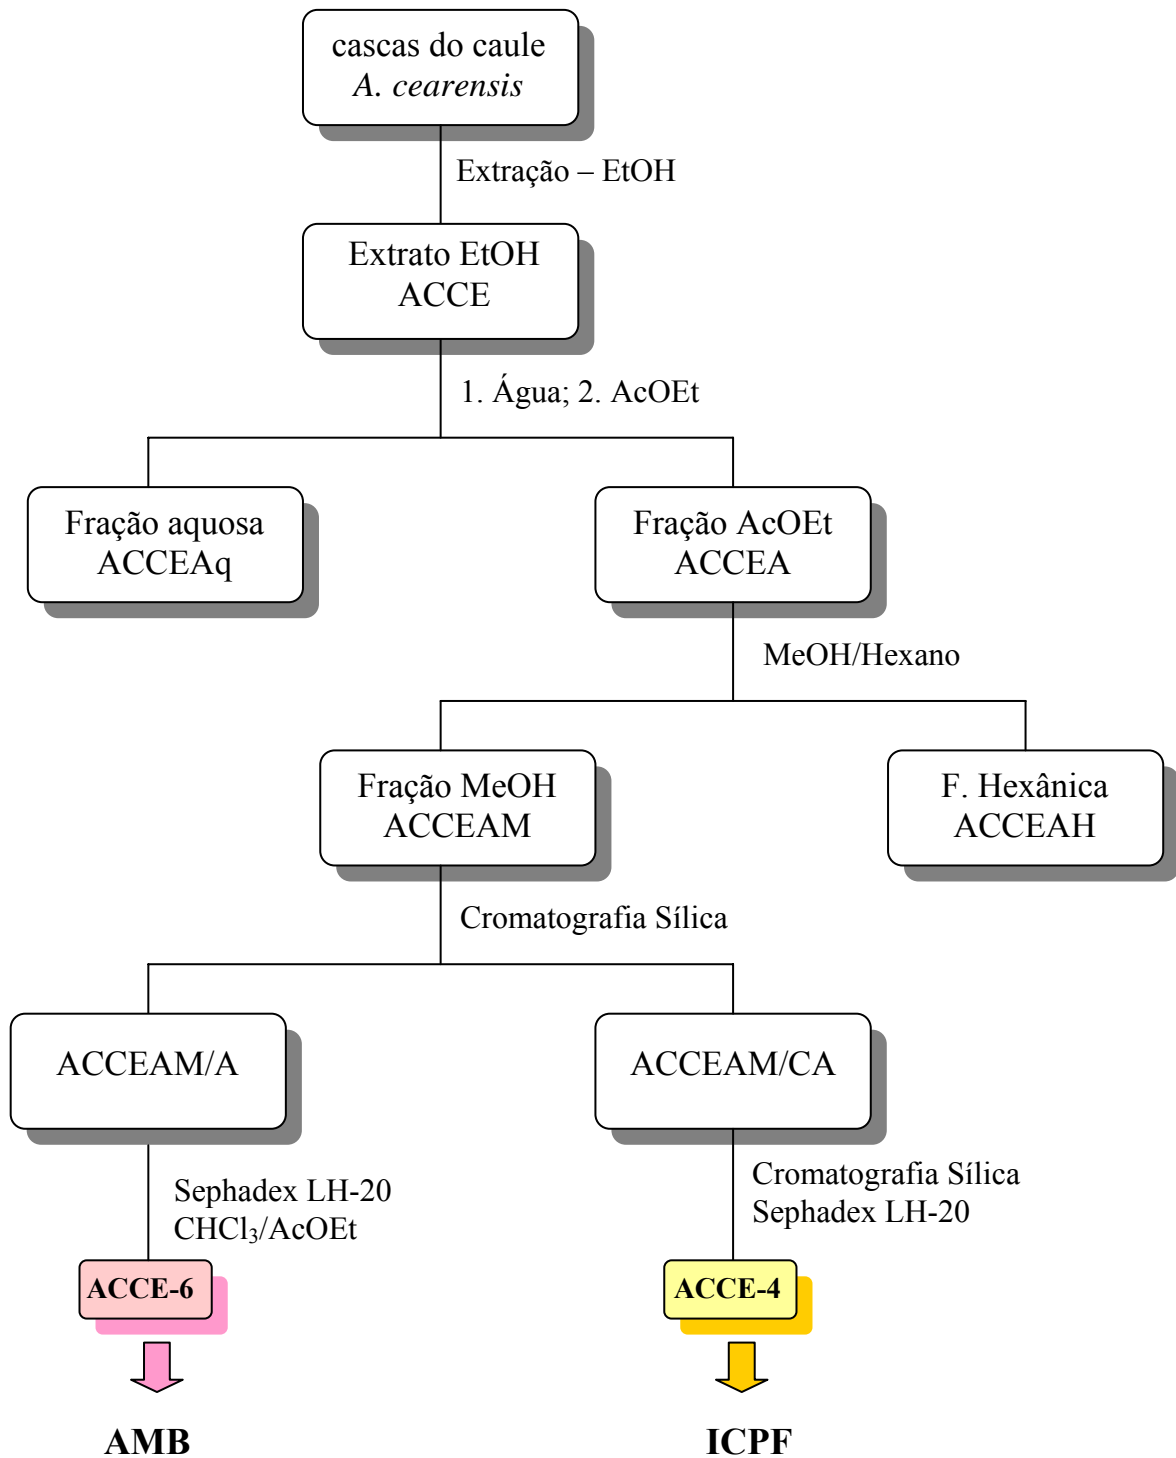 cascas do caule
A. cearensis
Extração – EtOH
Extrato EtOH
ACCE
1. Água; 2. AcOEt
Fração aquosa
ACCEAq
Fração AcOEt
ACCEA
MeOH/Hexano
Fração MeOH
ACCEAM
F. Hexânica
ACCEAH
Cromatografia Sílica
ACCEAM/A
ACCEAM/CA
Sephadex LH-20
CHCl₃/AcOEt
Cromatografia Sílica
Sephadex LH-20
ACCE-6
ACCE-4
AMB
ICPF